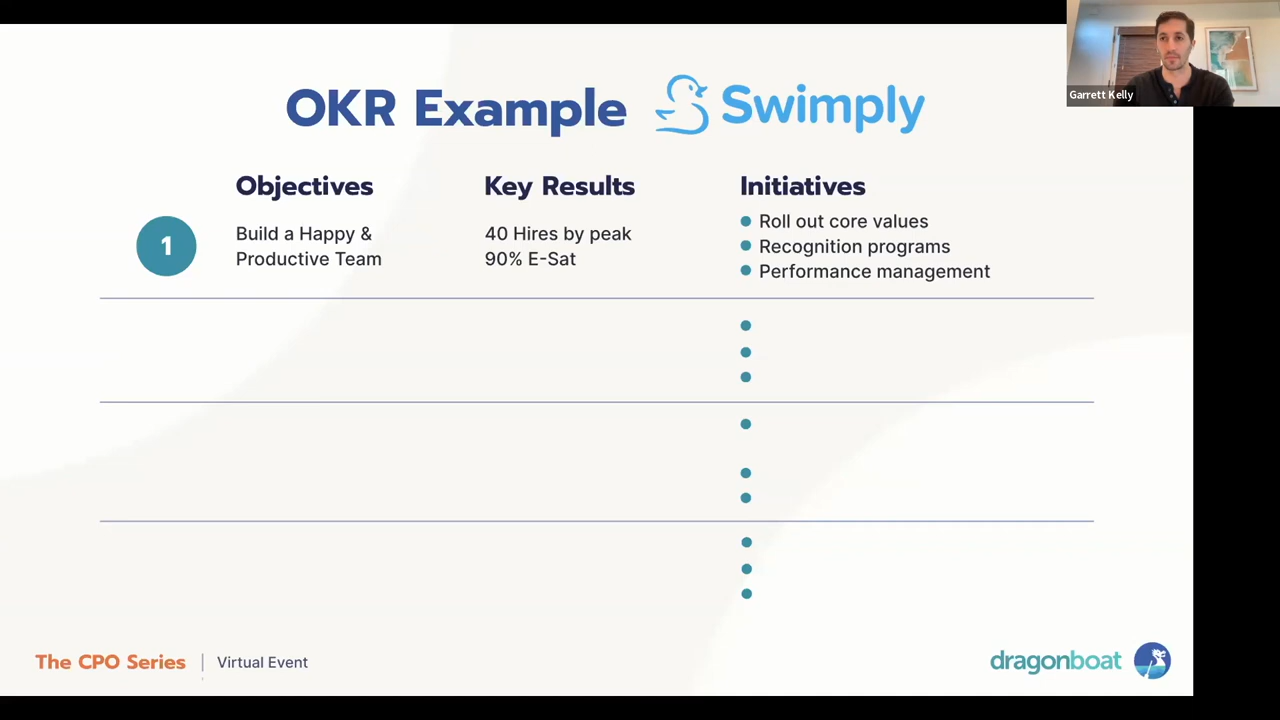 Garrett Kelly
OKR Example Swimply
Objectives Key Results Initiatives
1
Build a Happy &
Productive Team
40 Hires by peak
90% E-Sat
Roll out core values
Recognition programs
Performance management
The CPO Series | Virtual Event
dragonboat